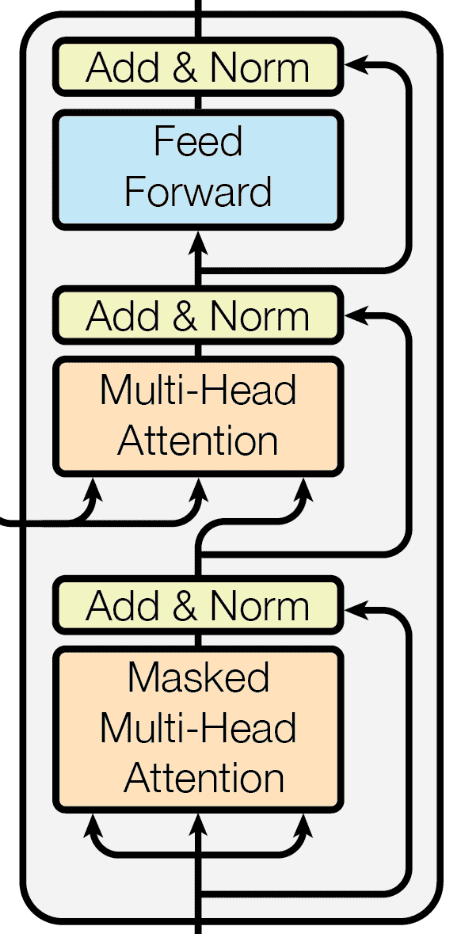 Add & Norm
Feed
Forward
Add & Norm
Multi-Head
Attention
Add & Norm
Masked
Multi-Head
Attention